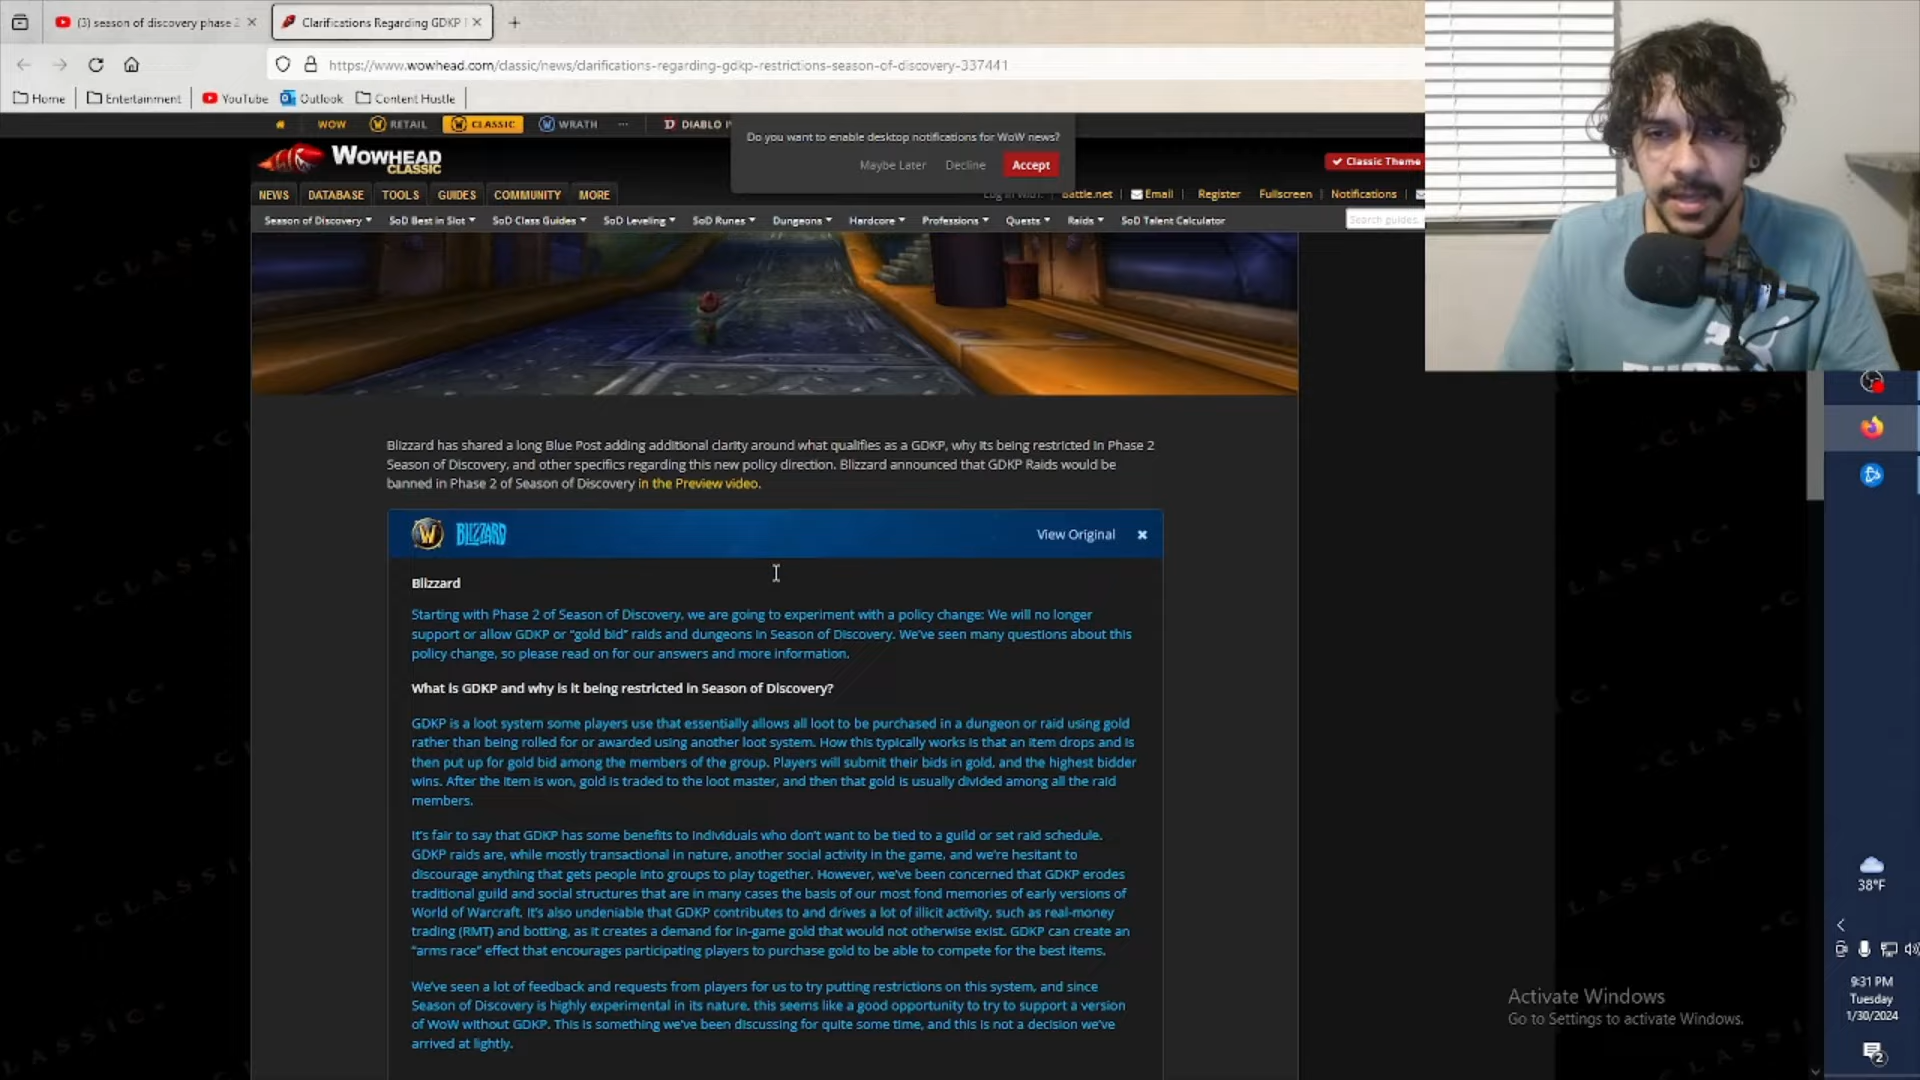 (3) season of discovery phase 2
Clarifications Regarding GDKP
https://www.wowhead.com/classic/news/clarifications-regarding-gdkp-restrictions-season-of-discovery-337441
Home
Entertainment
YouTube
Outlook
Content Hustle
WOW
RETAIL
CLASSIC
WRATH
DIABLO
Do you want to enable desktop notifications for WoW news?
Maybe Later
Decline
Accept
WOWHEAD
CLASSIC
Classic Theme
NEWS
DATABASE
TOOLS
GUIDES
COMMUNITY
MORE
Log in with:
Battle.net
Email
Register
Fullscreen
Notifications
Season of Discovery
SoD Best in Slot
SoD Class Guides
SoD Leveling
SoD Runes
Dungeons
Hardcore
Professions
Quests
Raids
SoD Talent Calculator
Search guides,
Blizzard has shared a long Blue Post adding additional clarity around what qualifies as a GDKP, why its being restricted in Phase 2
Season of Discovery, and other specifics regarding this new policy direction. Blizzard announced that GDKP Raids would be
banned in Phase 2 of Season of Discovery in the Preview video.
BLIZZARD
View Original
Blizzard
Starting with Phase 2 of Season of Discovery, we are going to experiment with a policy change: We will no longer
support or allow GDKP or “gold bid” raids and dungeons in Season of Discovery. We’ve seen many questions about this
policy change, so please read on for our answers and more information.
What is GDKP and why is it being restricted in Season of Discovery?
GDKP is a loot system some players use that essentially allows all loot to be purchased in a dungeon or raid using gold
rather than being rolled for or awarded using another loot system. How this typically works is that an item drops and is
then put up for gold bid among the members of the group. Players will submit their bids in gold, and the highest bidder
wins. After the item is won, gold is traded to the loot master, and then that gold is usually divided among all the raid
members.
It’s fair to say that GDKP has some benefits to individuals who don’t want to be tied to a guild or set raid schedule.
GDKP raids are, while mostly transactional in nature, another social activity in the game, and we’re hesitant to
discourage anything that gets people into groups to play together. However, we’ve been concerned that GDKP erodes
traditional guild and social structures that are in many cases the basis of our most fond memories of early versions of
World of Warcraft. It’s also undeniable that GDKP contributes to and drives a lot of illicit activity, such as real-money
trading (RMT) and botting, as it creates a demand for in-game gold that would not otherwise exist. GDKP can create an
“arms race” effect that encourages participating players to purchase gold to be able to compete for the best items.
We’ve seen a lot of feedback and requests from players for us to try putting restrictions on this system, and since
Season of Discovery is highly experimental in its nature, this seems like a good opportunity to try to support a version
of WoW without GDKP. This is something we’ve been discussing for quite some time, and this is not a decision we’ve
arrived at lightly.
Activate Windows
Go to Settings to activate Windows.
38°F
9:31 PM
Tuesday
1/30/2024
2